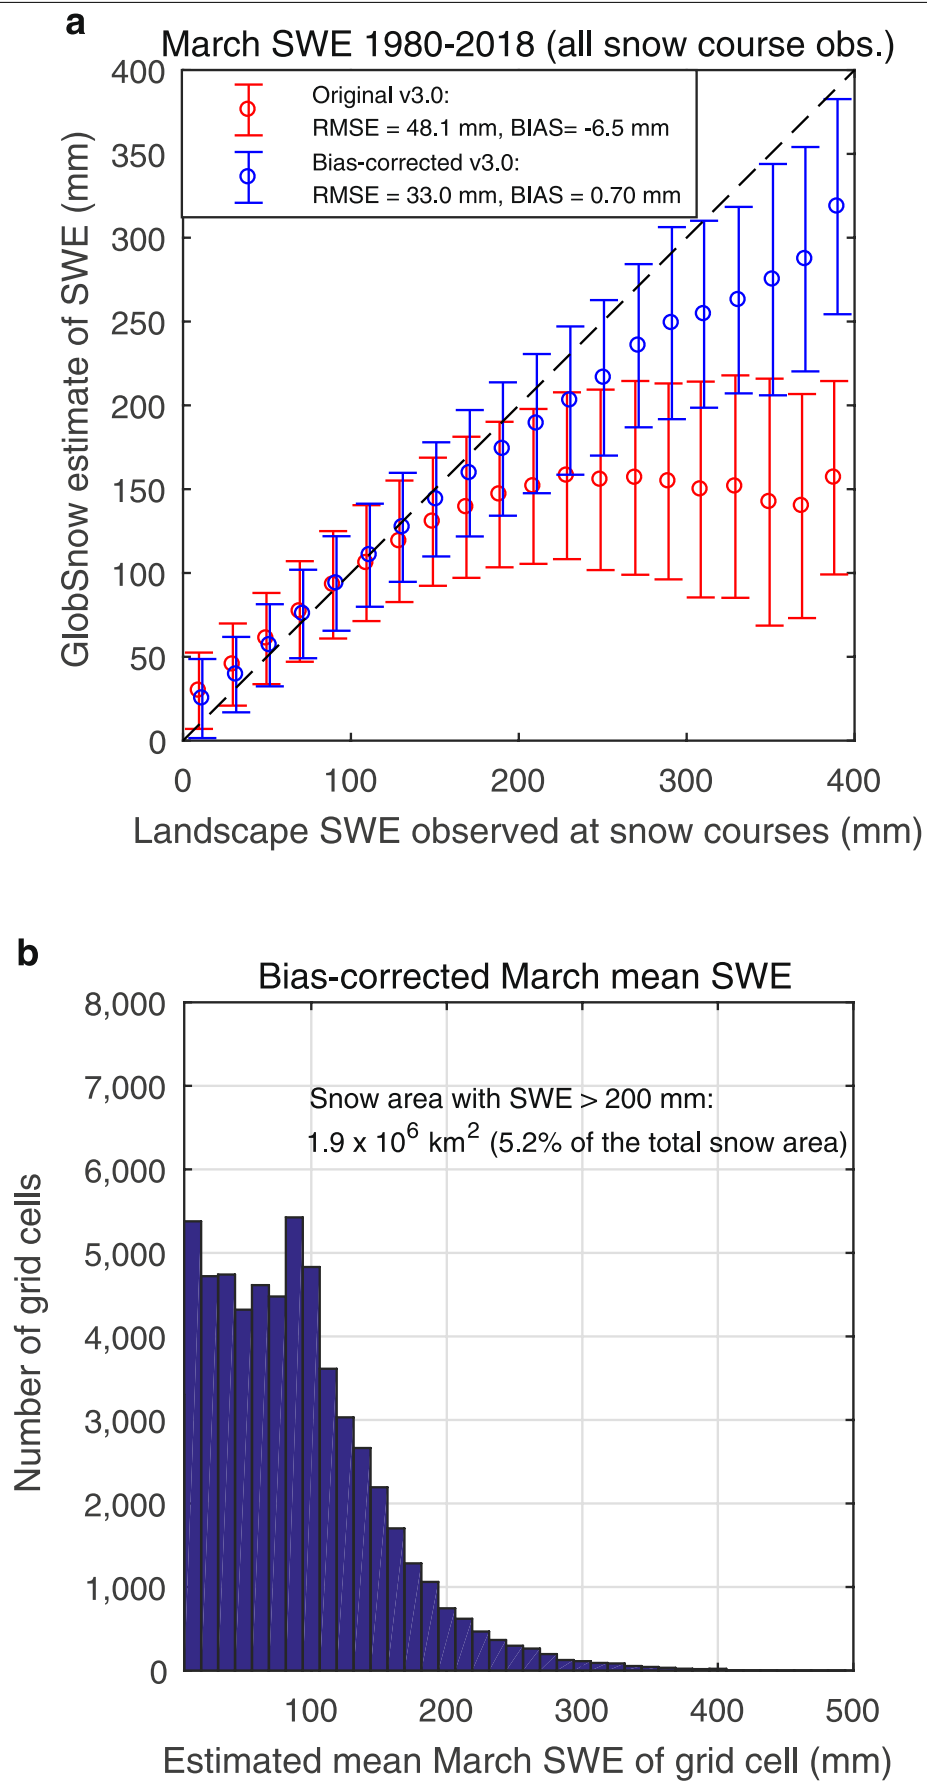 a
March SWE 1980-2018 (all snow course obs.)
400
350
300
250
200
150
100
50
0
GlobSnow estimate of SWE (mm)
Original v3.0:
RMSE = 48.1 mm, BIAS= -6.5 mm
Bias-corrected v3.0:
RMSE = 33.0 mm, BIAS = 0.70 mm
0 100 200 300 400
Landscape SWE observed at snow courses (mm)
b
Bias-corrected March mean SWE
8,000
7,000
6,000
5,000
4,000
3,000
2,000
1,000
0
Number of grid cells
Snow area with SWE > 200 mm:
1.9 x 10^6 km^2 (5.2% of the total snow area)
100 200 300 400 500
Estimated mean March SWE of grid cell (mm)